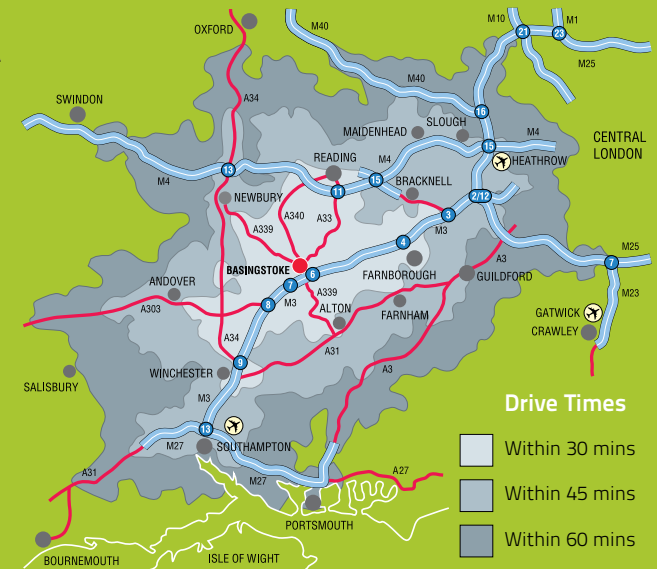 OXFORD
M40
M10
M1
21
23
M25
A34
M40
SWINDON
16
SLOUGH
MAIDENHEAD
15
M4
CENTRAL
LONDON
HEATHROW
READING
M4
13
M4
15
BRACKNELL
11
2/12
NEWBURY
A340
A33
3
M3
A339
4
A3
M25
7
BASINGSTOKE
6
FARNBOROUGH
GUILDFORD
M23
ANDOVER
7
A339
M3
8
ALTON
FARNHAM
GATWICK
CRAWLEY
A303
A34
A31
9
WINCHESTER
A3
SALISBURY
M3
Drive Times
13
M27
SOUTHAMPTON
Within 30 mins
A31
M27
A27
Within 45 mins
PORTSMOUTH
Within 60 mins
BOURNEMOUTH
ISLE OF WIGHT